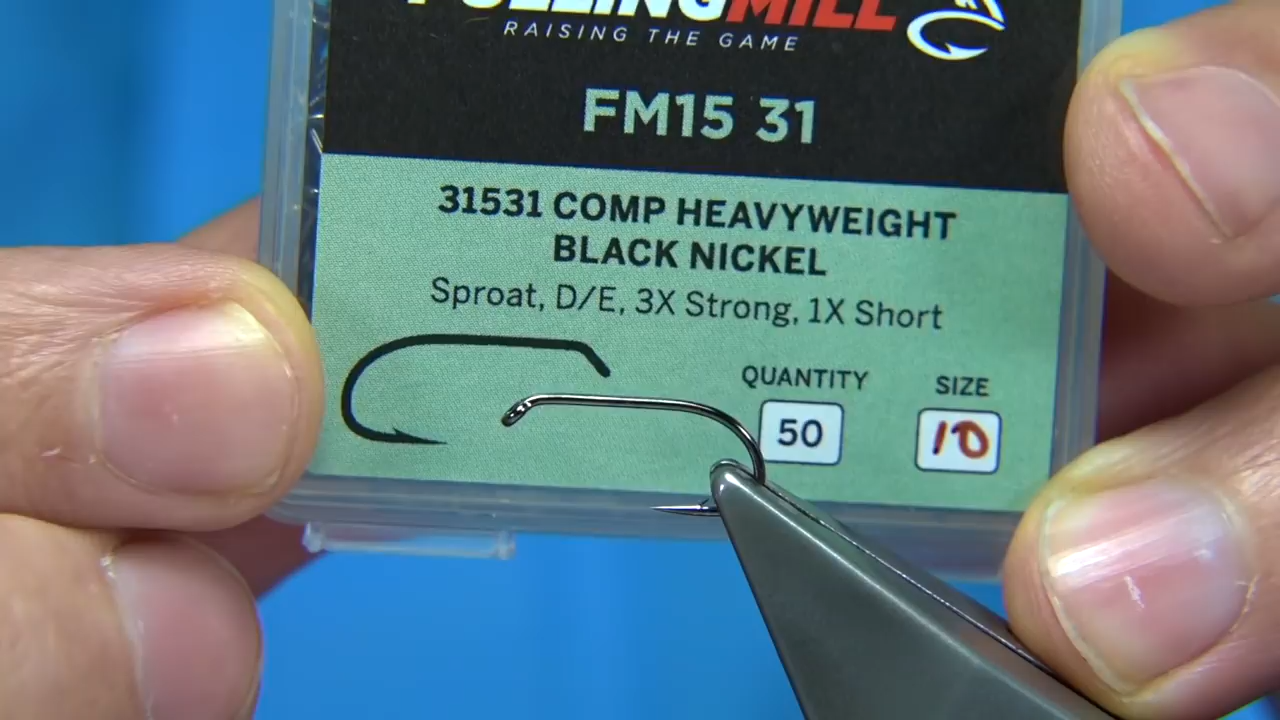 FULLINGMILL
RAISING THE GAME
FM15 31
31531 COMP HEAVYWEIGHT
BLACK NICKEL
Sproat, D/E, 3X Strong, 1X Short
QUANTITY SIZE
50 10